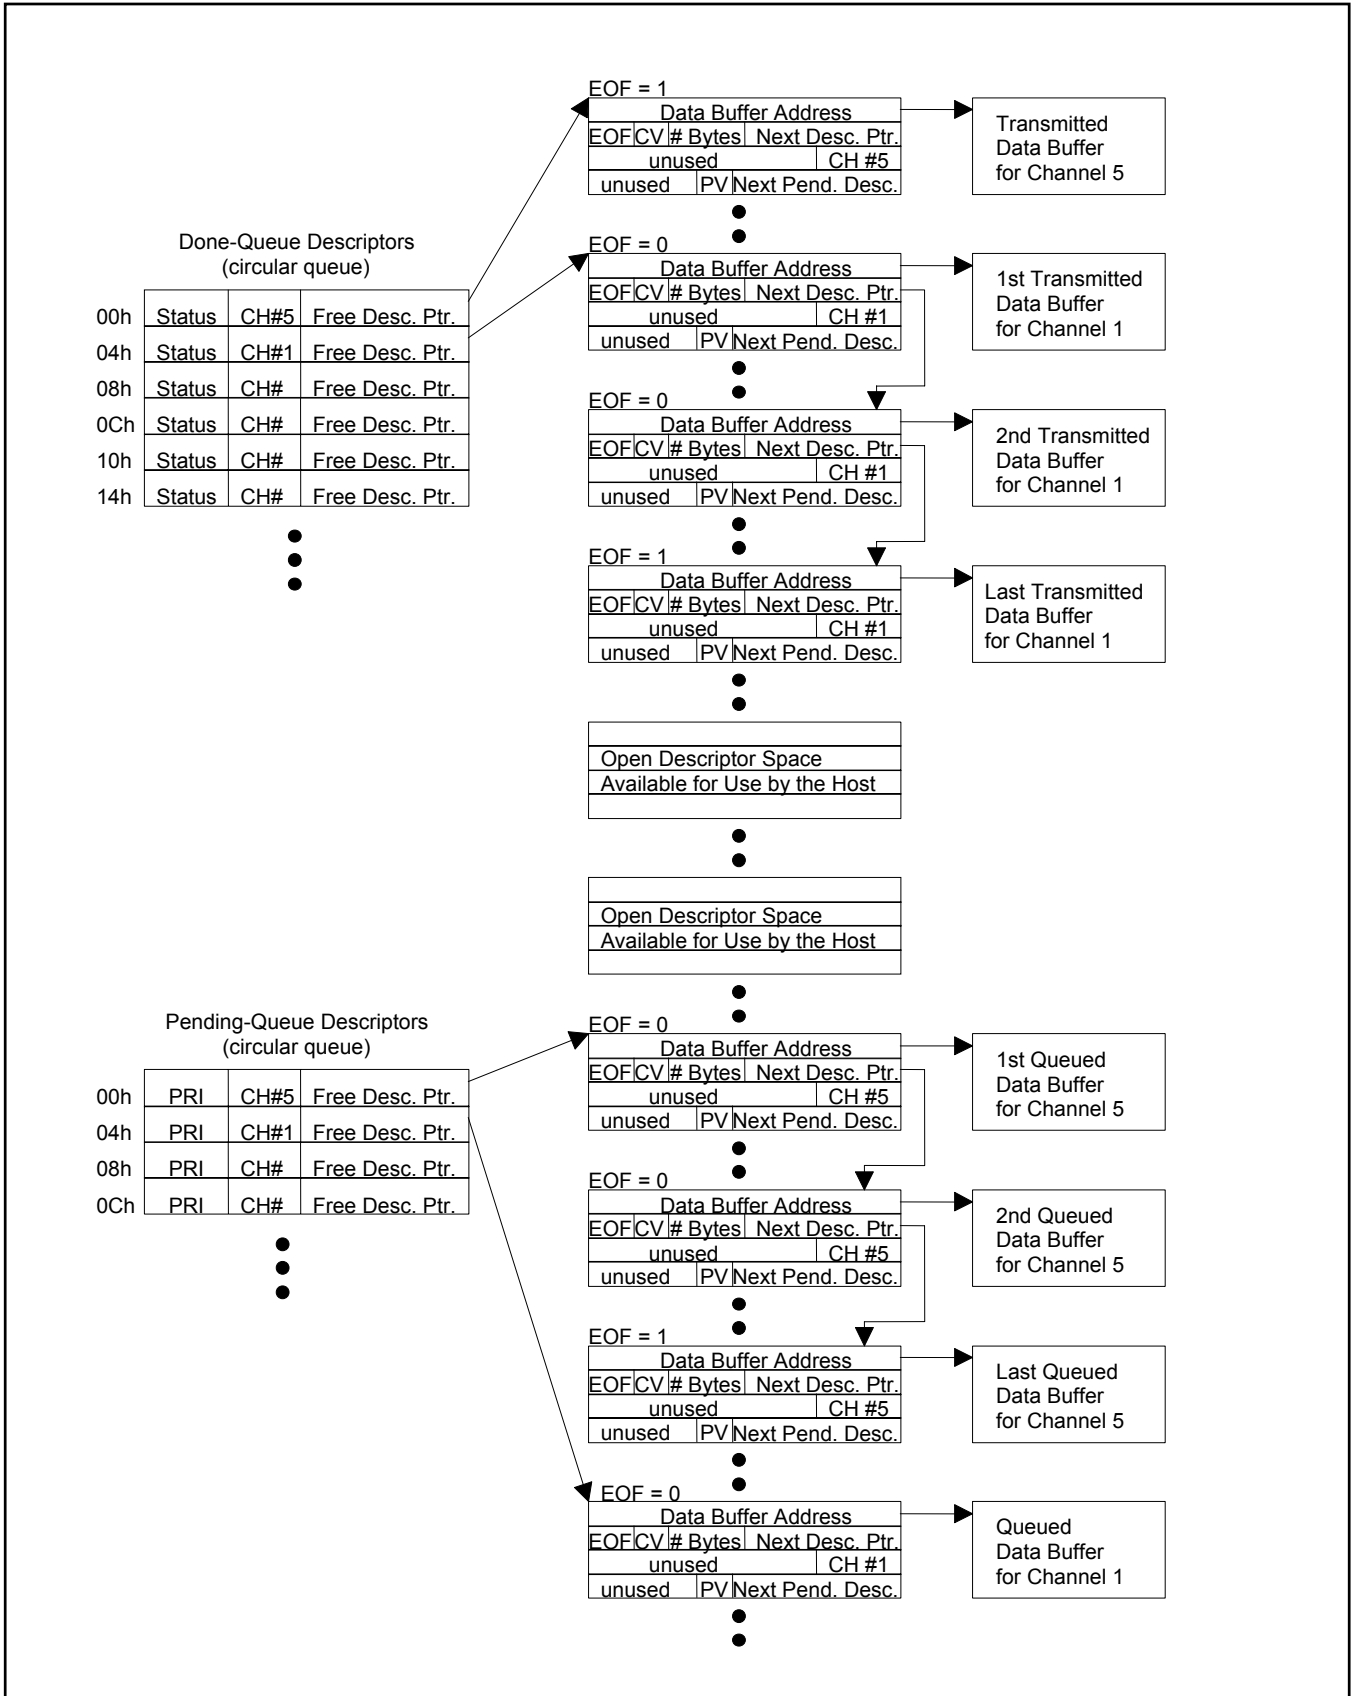 EOF = 1
Data Buffer Address
EOF CV # Bytes Next Desc. Ptr.
unused CH #5
unused PV Next Pend. Desc.
Transmitted
Data Buffer
for Channel 5
Done-Queue Descriptors
(circular queue)
00h Status CH#5 Free Desc. Ptr.
04h Status CH#1 Free Desc. Ptr.
08h Status CH# Free Desc. Ptr.
0Ch Status CH# Free Desc. Ptr.
10h Status CH# Free Desc. Ptr.
14h Status CH# Free Desc. Ptr.
EOF = 0
Data Buffer Address
EOF CV # Bytes Next Desc. Ptr.
unused CH #1
unused PV Next Pend. Desc.
1st Transmitted
Data Buffer
for Channel 1
EOF = 0
Data Buffer Address
EOF CV # Bytes Next Desc. Ptr.
unused CH #1
unused PV Next Pend. Desc.
2nd Transmitted
Data Buffer
for Channel 1
EOF = 1
Data Buffer Address
EOF CV # Bytes Next Desc. Ptr.
unused CH #1
unused PV Next Pend. Desc.
Last Transmitted
Data Buffer
for Channel 1
Open Descriptor Space
Available for Use by the Host
Open Descriptor Space
Available for Use by the Host
Pending-Queue Descriptors
(circular queue)
00h PRI CH#5 Free Desc. Ptr.
04h PRI CH#1 Free Desc. Ptr.
08h PRI CH# Free Desc. Ptr.
0Ch PRI CH# Free Desc. Ptr.
EOF = 0
Data Buffer Address
EOF CV # Bytes Next Desc. Ptr.
unused CH #5
unused PV Next Pend. Desc.
1st Queued
Data Buffer
for Channel 5
EOF = 0
Data Buffer Address
EOF CV # Bytes Next Desc. Ptr.
unused CH #5
unused PV Next Pend. Desc.
2nd Queued
Data Buffer
for Channel 5
EOF = 1
Data Buffer Address
EOF CV # Bytes Next Desc. Ptr.
unused CH #5
unused PV Next Pend. Desc.
Last Queued
Data Buffer
for Channel 5
EOF = 0
Data Buffer Address
EOF CV # Bytes Next Desc. Ptr.
unused CH #1
unused PV Next Pend. Desc.
Queued
Data Buffer
for Channel 1